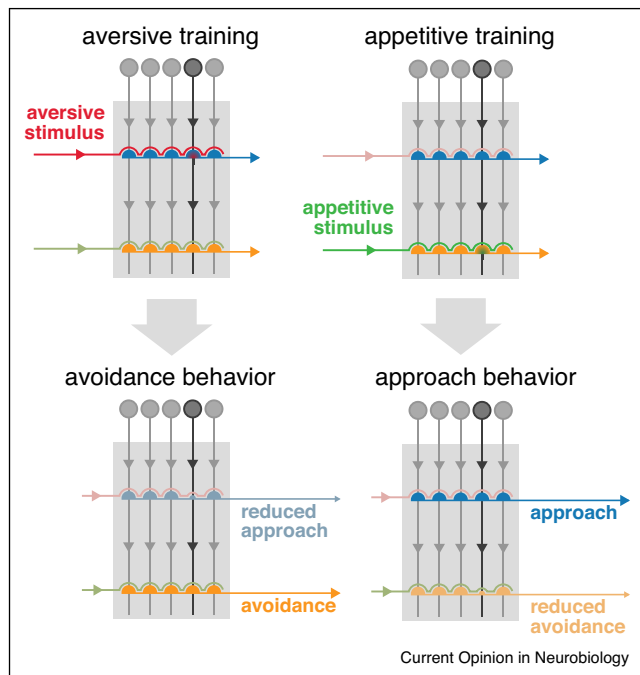 aversive training
appetitive training
aversive
stimulus
appetitive
stimulus
avoidance behavior
approach behavior
reduced
approach
avoidance
approach
reduced
avoidance
Current Opinion in Neurobiology